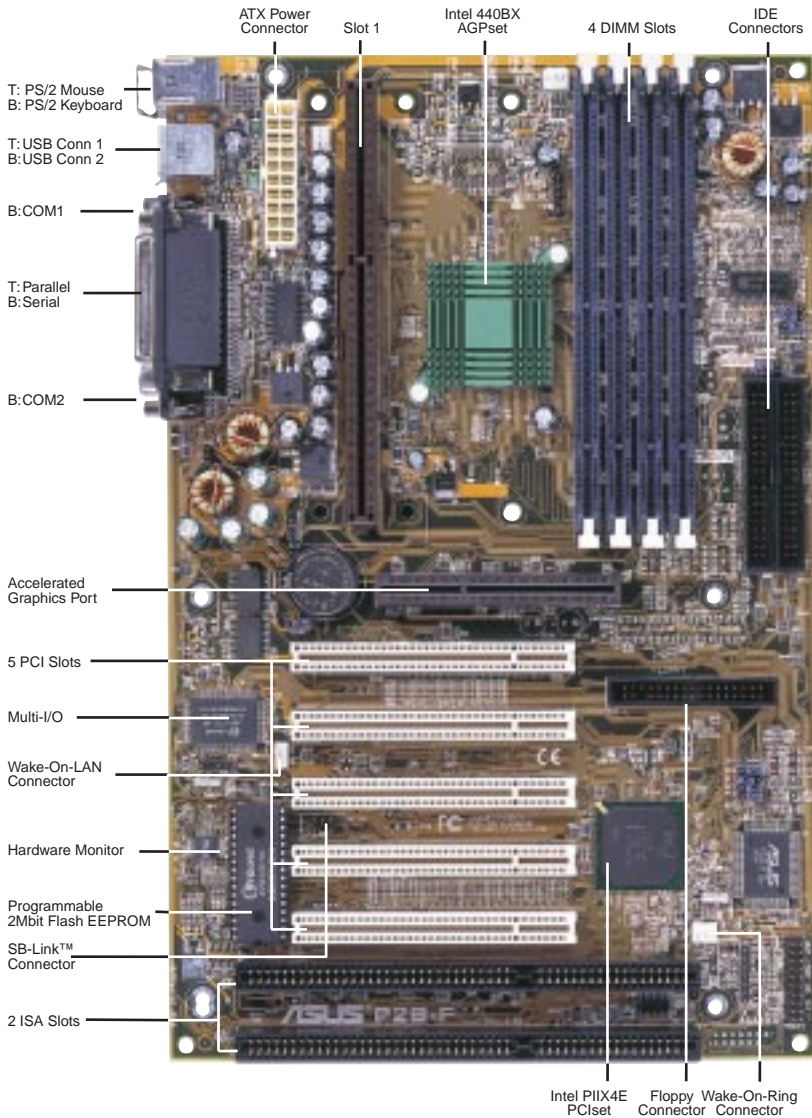 ATX Power
Connector
Slot 1
Intel 440BX
AGPset
4 DIMM Slots
IDE
Connectors
T: PS/2 Mouse
B: PS/2 Keyboard
T:USB Conn 1
B:USB Conn 2
B:COM1
T:Parallel
B:Serial
B:COM2
Accelerated
Graphics Port
5 PCI Slots
Multi-I/O
Wake-On-LAN
Connector
Hardware Monitor
Programmable
2Mbit Flash EEPROM
SB-Link™
Connector
2 ISA Slots
CE
FC
ASUS
ASUS P2B-F
Intel PIIX4E
PCIset
Floppy
Connector
Wake-On-Ring
Connector